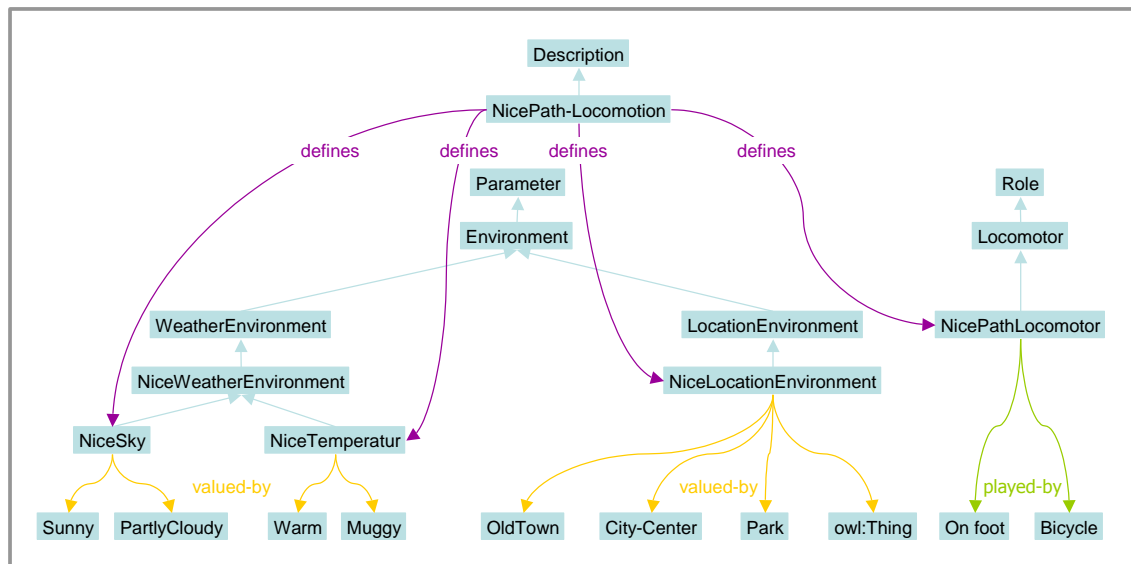 Description
NicePath-Locomotion
defines
defines
defines
defines
Parameter
Role
Environment
Locomotor
WeatherEnvironment
LocationEnvironment
NicePathLocomotor
NiceWeatherEnvironment
NiceLocationEnvironment
NiceSky
NiceTemperatur
valued-by
valued-by
played-by
Sunny
PartlyCloudy
Warm
Muggy
OldTown
City-Center
Park
owl:Thing
On foot
Bicycle